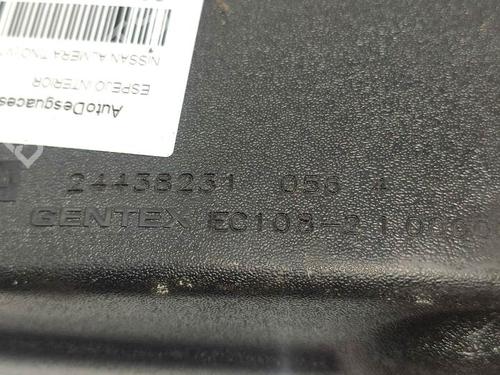 AutoDesguaces
ESPEJO INTERIOR
NISSAN ALMERA TINO
24438231 056
GENTEX EC108-2